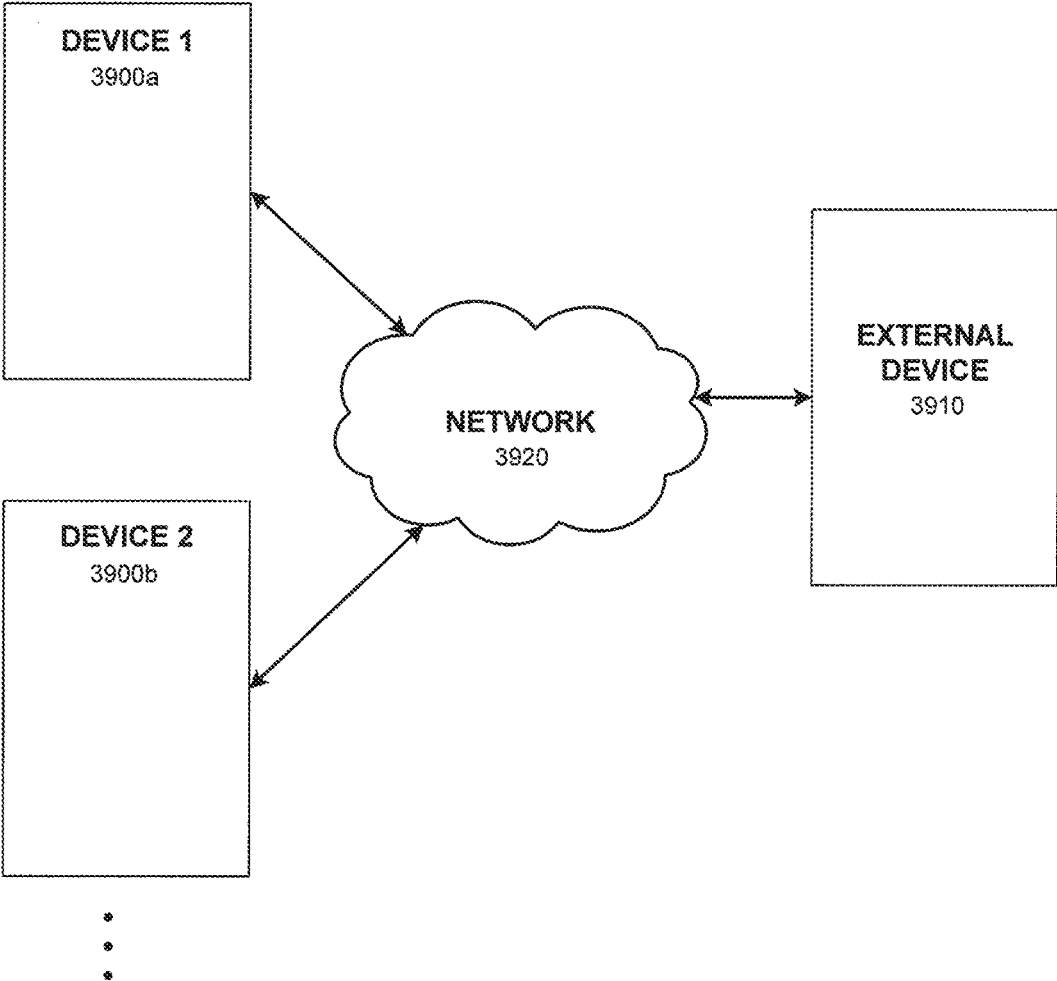 DEVICE 1
3900a
EXTERNAL
DEVICE
3910
NETWORK
3920
DEVICE 2
3900b